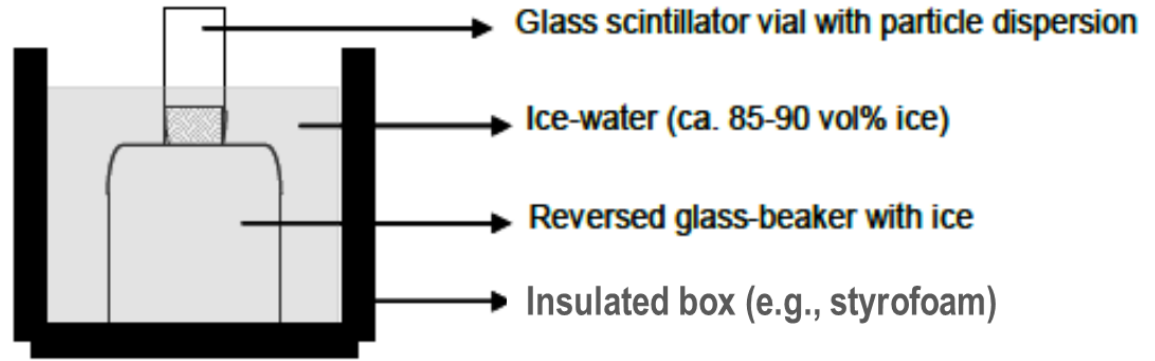 Glass scintillator vial with particle dispersion
Ice-water (ca. 85-90 vol% ice)
Reversed glass-beaker with ice
Insulated box (e.g., styrofoam)